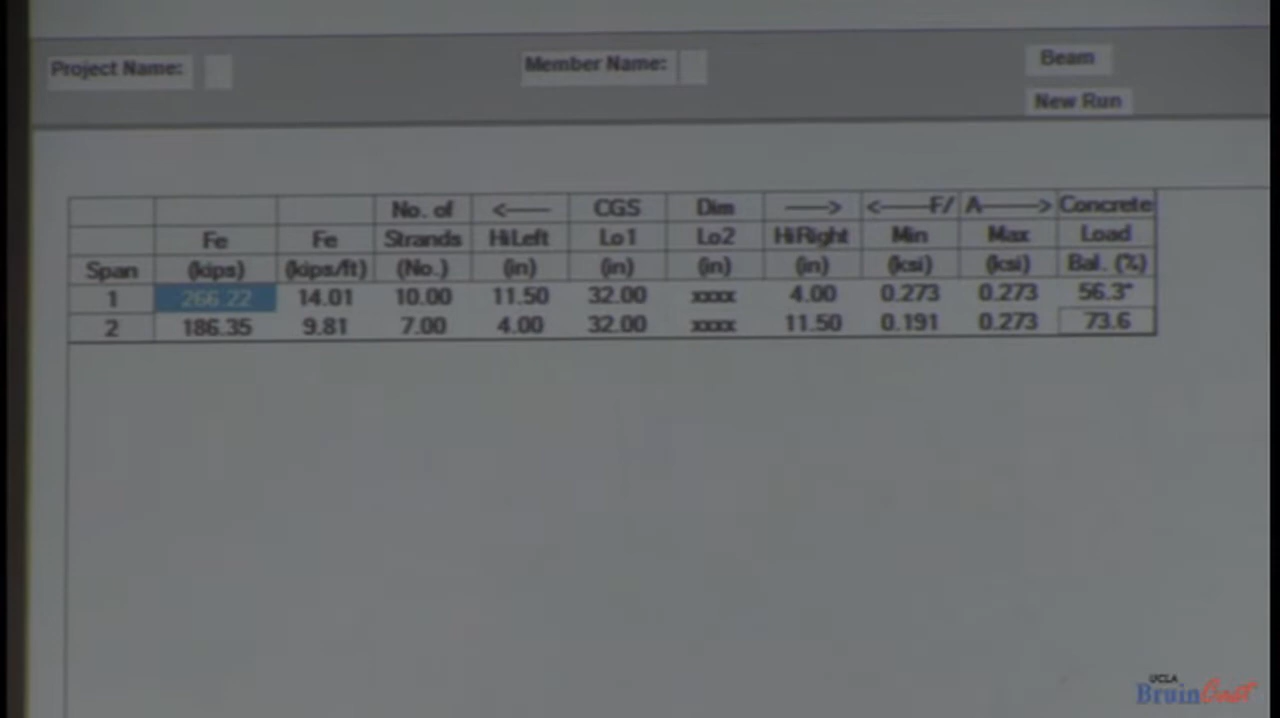 Project Name: Member Name: Beam
New Run
No. of <—— CGS Dim ——> <——F/ A——> Concrete
Fe Fe Strands HiLeft Lo1 Lo2 HiRight Min Max Load
Span (kips) (kips/ft) (No.) (in) (in) (in) (in) (ksi) (ksi) Bal. (%)
1 266.22 14.01 10.00 11.50 32.00 xxxx 4.00 0.273 0.273 56.3*
2 186.35 9.81 7.00 4.00 32.00 xxxx 11.50 0.191 0.273 73.6
UCLA
BruinCast